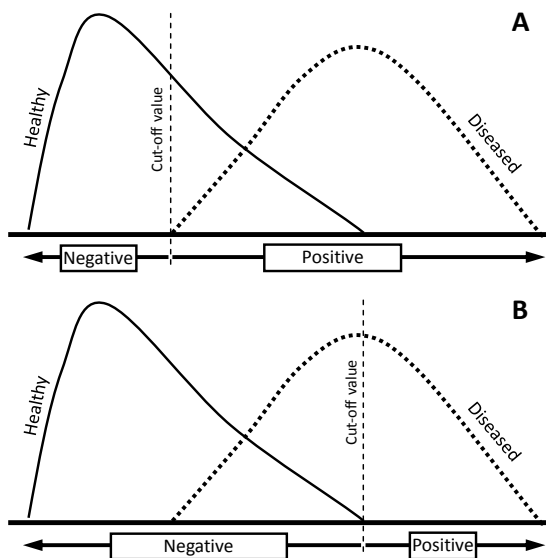 A
Healthy
Cut-off value
Diseased
Negative
Positive
B
Healthy
Cut-off value
Diseased
Negative
Positive